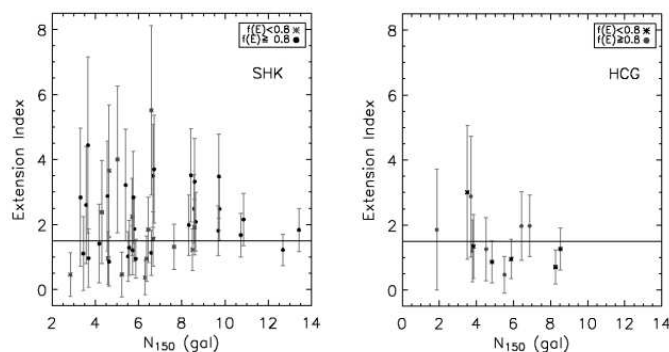 8
6
4
2
0
Extension Index
f(E)<0.8
f(E)≥ 0.8
SHK
2 4 6 8 10 12 14
N150 (gal)
8
6
4
2
0
Extension Index
f(E)<0.8
f(E)≥0.8
HCG
0 2 4 6 8 10 12 14
N150 (gal)